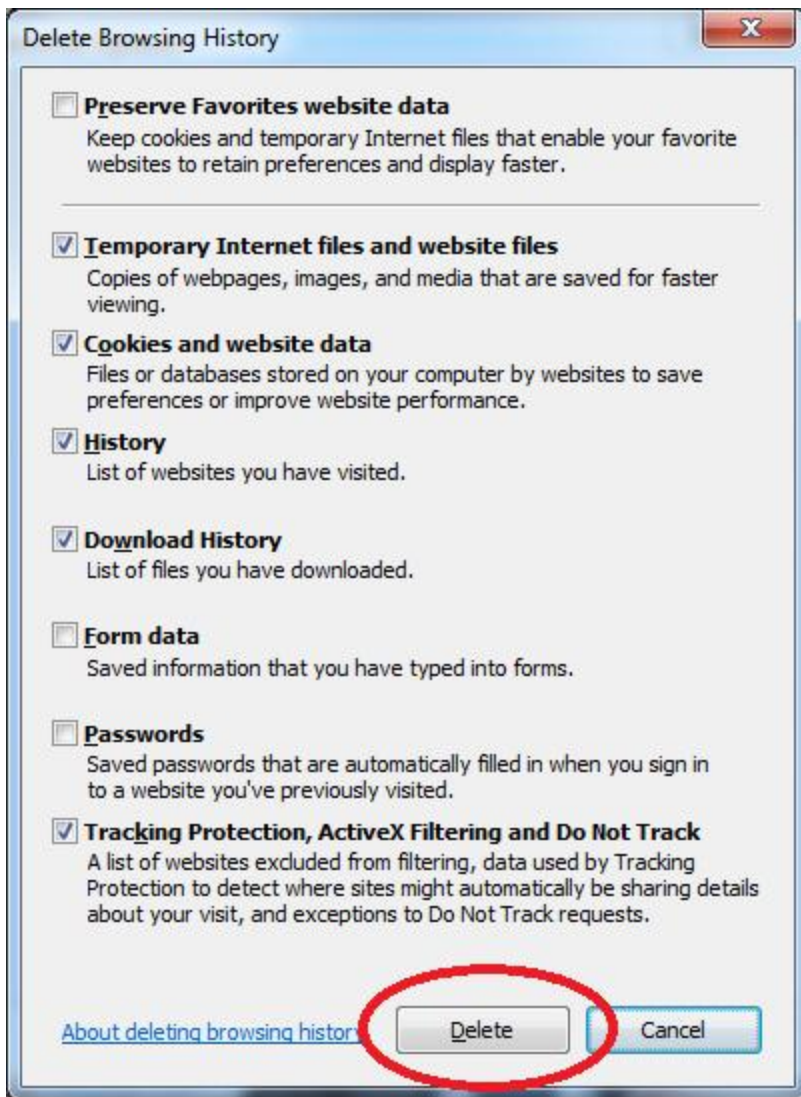 Delete Browsing History
Preserve Favorites website data
Keep cookies and temporary Internet files that enable your favorite
websites to retain preferences and display faster.
Temporary Internet files and website files
Copies of webpages, images, and media that are saved for faster
viewing.
Cookies and website data
Files or databases stored on your computer by websites to save
preferences or improve website performance.
History
List of websites you have visited.
Download History
List of files you have downloaded.
Form data
Saved information that you have typed into forms.
Passwords
Saved passwords that are automatically filled in when you sign in
to a website you've previously visited.
Tracking Protection, ActiveX Filtering and Do Not Track
A list of websites excluded from filtering, data used by Tracking
Protection to detect where sites might automatically be sharing details
about your visit, and exceptions to Do Not Track requests.
About deleting browsing history Delete Cancel